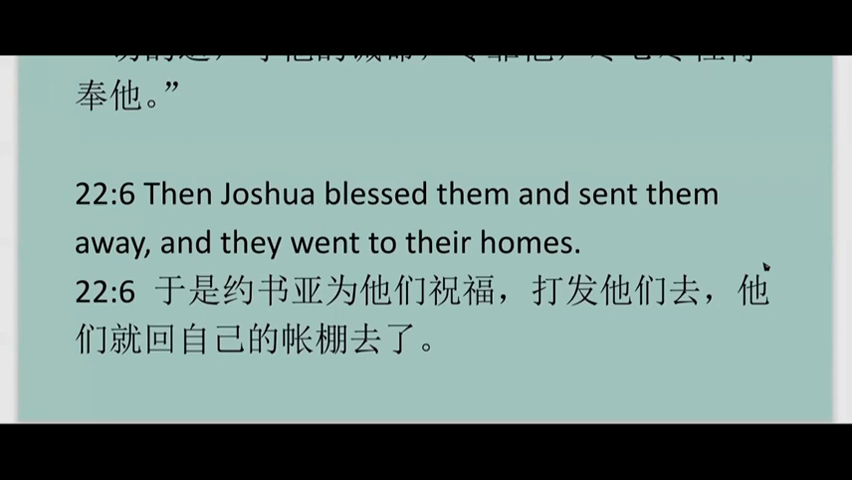 奉他。”
22:6 Then Joshua blessed them and sent them
away, and they went to their homes.
22:6 于是约书亚为他们祝福，打发他们去，他
们就回自己的帐棚去了。